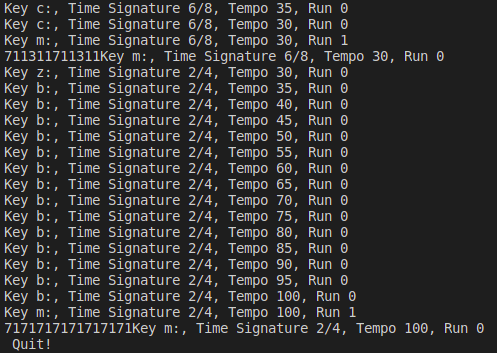 Key c:, Time Signature 6/8, Tempo 35, Run 0
Key c:, Time Signature 6/8, Tempo 30, Run 0
Key m:, Time Signature 6/8, Tempo 30, Run 1
711311711311Key m:, Time Signature 6/8, Tempo 30, Run 0
Key z:, Time Signature 2/4, Tempo 30, Run 0
Key b:, Time Signature 2/4, Tempo 35, Run 0
Key b:, Time Signature 2/4, Tempo 40, Run 0
Key b:, Time Signature 2/4, Tempo 45, Run 0
Key b:, Time Signature 2/4, Tempo 50, Run 0
Key b:, Time Signature 2/4, Tempo 55, Run 0
Key b:, Time Signature 2/4, Tempo 60, Run 0
Key b:, Time Signature 2/4, Tempo 65, Run 0
Key b:, Time Signature 2/4, Tempo 70, Run 0
Key b:, Time Signature 2/4, Tempo 75, Run 0
Key b:, Time Signature 2/4, Tempo 80, Run 0
Key b:, Time Signature 2/4, Tempo 85, Run 0
Key b:, Time Signature 2/4, Tempo 90, Run 0
Key b:, Time Signature 2/4, Tempo 95, Run 0
Key b:, Time Signature 2/4, Tempo 100, Run 0
Key m:, Time Signature 2/4, Tempo 100, Run 1
7171717171717171Key m:, Time Signature 2/4, Tempo 100, Run 0
Quit!